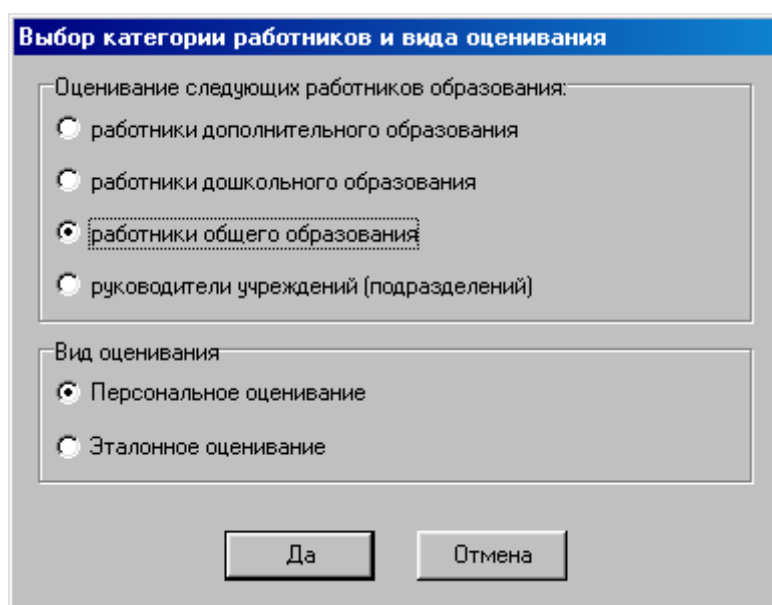 Выбор категории работников и вида оценивания
Оценивание следующих работников образования:
работники дополнительного образования
работники дошкольного образования
работники общего образования
руководители учреждений (подразделений)
Вид оценивания
Персональное оценивание
Эталонное оценивание
Да
Отмена